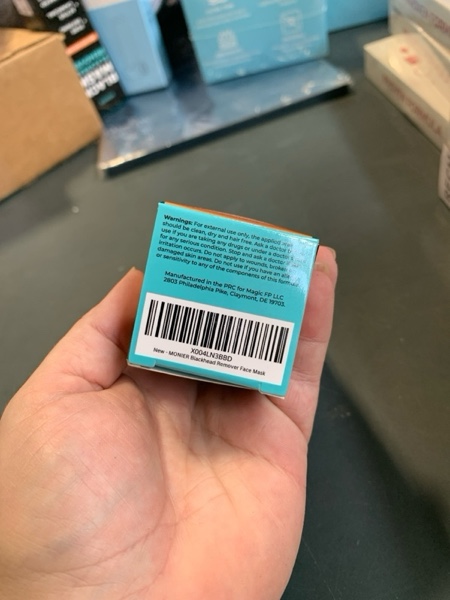 Warnings: For external use only, the applied
should be clean, dry and hair free. Ask a doctor
use if you are taking any drugs or under a doctor's
for any serious condition. Stop and ask a doctor
irritation occurs. Do not apply to wounds, broken
damaged skin areas. Do not use if you have an
or sensitivity to any of the components of this
Manufactured in the PRC for Magic PP LLC
2803 Philadelphia Pike, Claymont, DE 19703.
X004LN3BBD
New - MONIER Blackhead Remover Face Mask